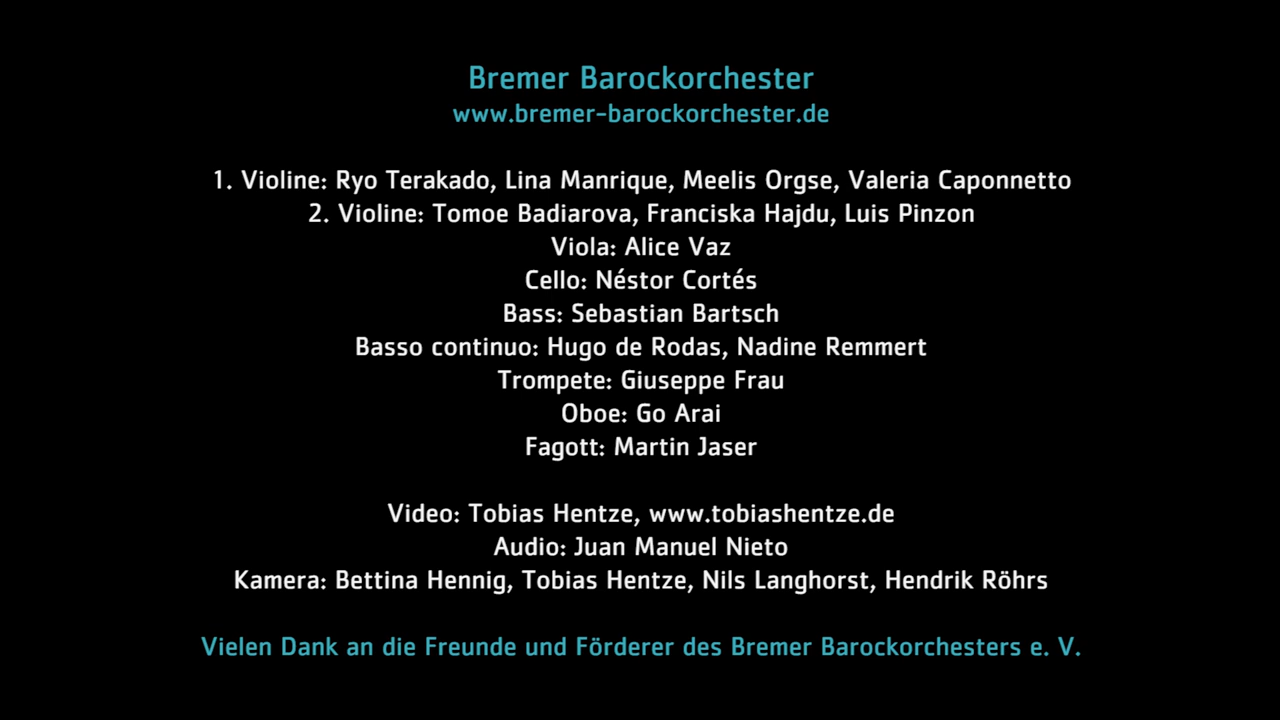 Bremer Barockorchester
www.bremer-barockorchester.de
1. Violine: Ryo Terakado, Lina Manrique, Meelis Orgse, Valeria Caponnetto
2. Violine: Tomoe Badiarova, Franciska Hajdu, Luis Pinzon
Viola: Alice Vaz
Cello: Néstor Cortés
Bass: Sebastian Bartsch
Basso continuo: Hugo de Rodas, Nadine Remmert
Trompete: Giuseppe Frau
Oboe: Go Arai
Fagott: Martin Jaser
Video: Tobias Hentze, www.tobiashentze.de
Audio: Juan Manuel Nieto
Kamera: Bettina Hennig, Tobias Hentze, Nils Langhorst, Hendrik Röhrs
Vielen Dank an die Freunde und Förderer des Bremer Barockorchesters e. V.